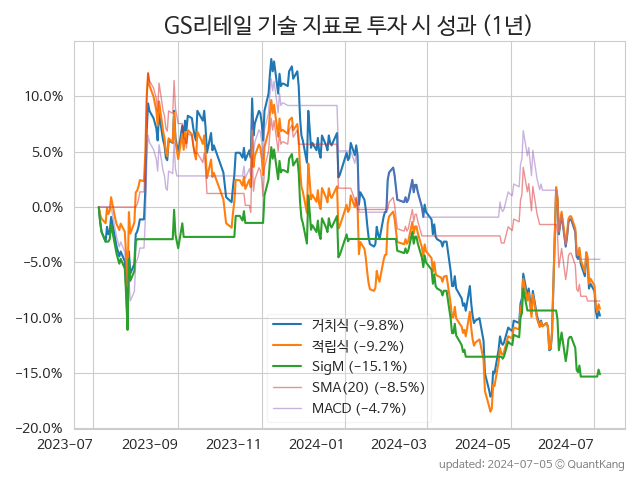 GS리테일 기술 지표로 투자 시 성과 (1년)
10.0%
5.0%
0.0%
−5.0%
−10.0%
−15.0%
−20.0%
거치식 (−9.8%)
적립식 (−9.2%)
SigM (−15.1%)
SMA(20) (−8.5%)
MACD (−4.7%)
2023-07 2023-09 2023-11 2024-01 2024-03 2024-05 2024-07
updated: 2024-07-05 © QuantKang